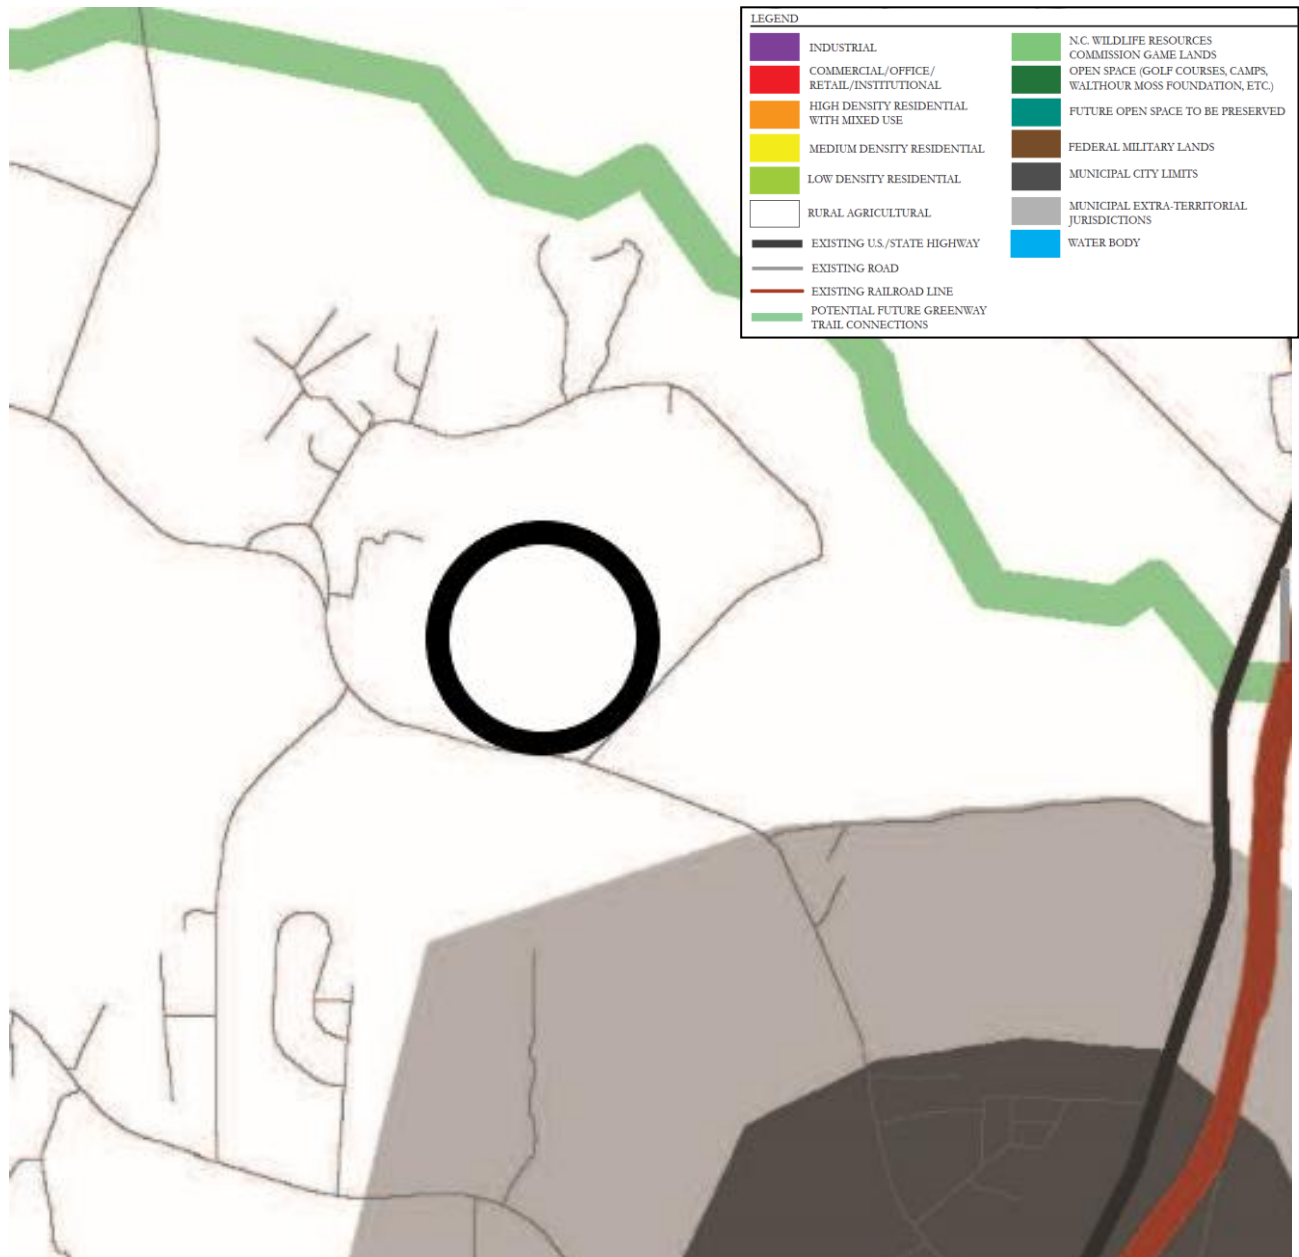 LEGEND
INDUSTRIAL
COMMERCIAL/OFFICE/
RETAIL/INSTITUTIONAL
HIGH DENSITY RESIDENTIAL
WITH MIXED USE
MEDIUM DENSITY RESIDENTIAL
LOW DENSITY RESIDENTIAL
RURAL AGRICULTURAL
EXISTING U.S./STATE HIGHWAY
EXISTING ROAD
EXISTING RAILROAD LINE
POTENTIAL FUTURE GREENWAY
TRAIL CONNECTIONS
N.C. WILDLIFE RESOURCES
COMMISSION GAME LANDS
OPEN SPACE (GOLF COURSES, CAMPS,
WALTHOUR MOSS FOUNDATION, ETC.)
FUTURE OPEN SPACE TO BE PRESERVED
FEDERAL MILITARY LANDS
MUNICIPAL CITY LIMITS
MUNICIPAL EXTRA-TERRITORIAL
JURISDICTIONS
WATER BODY